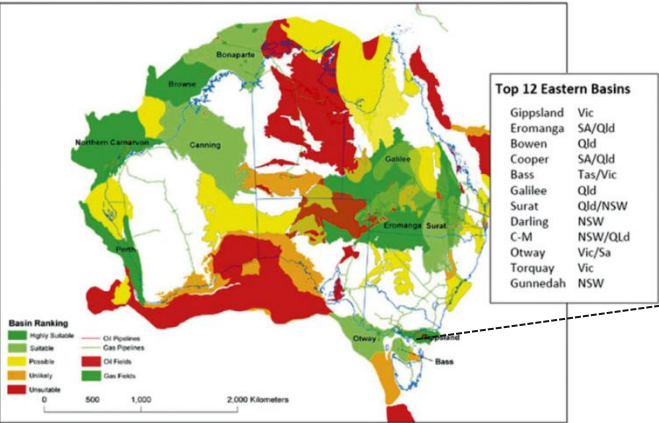 Bonaparte
Browse
Northern Carnarvon
Canning
Galilee
Eromanga
Surat
Perth
Otway
Gippsland
Bass
Top 12 Eastern Basins
Gippsland Vic
Eromanga SA/Qld
Bowen Qld
Cooper SA/Qld
Bass Tas/Vic
Galilee Qld
Surat Qld/NSW
Darling NSW
C-M NSW/QLd
Otway Vic/Sa
Torquay Vic
Gunnedah NSW
Basin Ranking
Highly Suitable
Suitable
Possible
Unlikely
Unsuitable
Oil Pipelines
Gas Pipelines
Oil Fields
Gas Fields
0 500 1,000 2,000 Kilometers